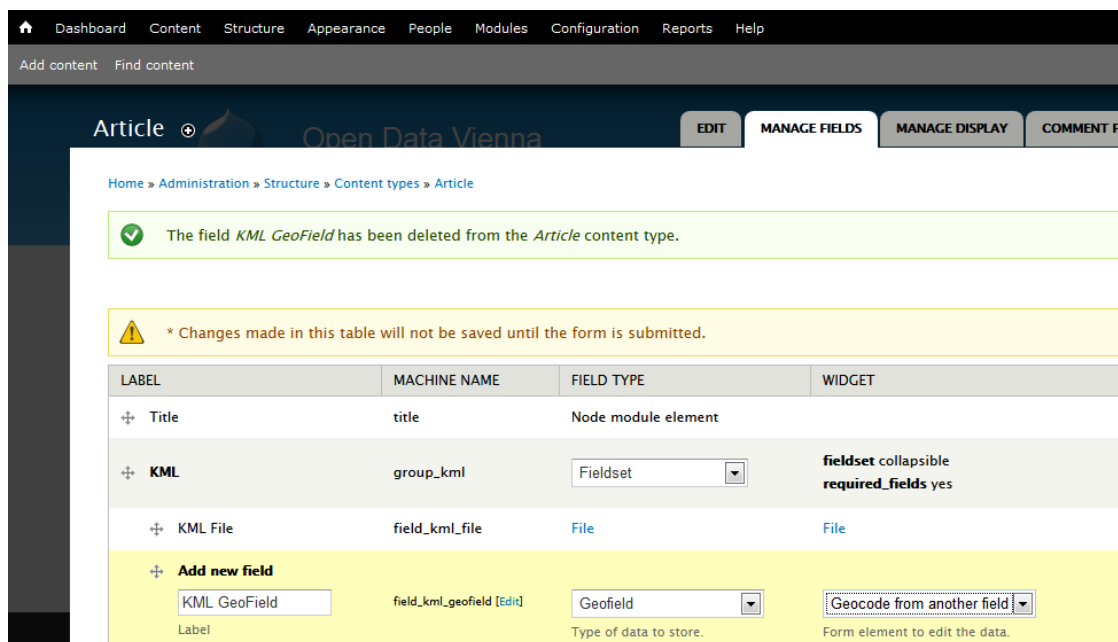 Dashboard Content Structure Appearance People Modules Configuration Reports Help
Add content Find content
Article Open Data Vienna EDIT MANAGE FIELDS MANAGE DISPLAY COMMENT F
Home » Administration » Structure » Content types » Article
The field KML GeoField has been deleted from the Article content type.
* Changes made in this table will not be saved until the form is submitted.
LABEL MACHINE NAME FIELD TYPE WIDGET
Title title Node module element
KML group_kml Fieldset fieldset collapsible
required_fields yes
KML File field_kml_file File File
Add new field
KML GeoField field_kml_geofield [Edit] Geofield Geocode from another field
Label Type of data to store. Form element to edit the data.